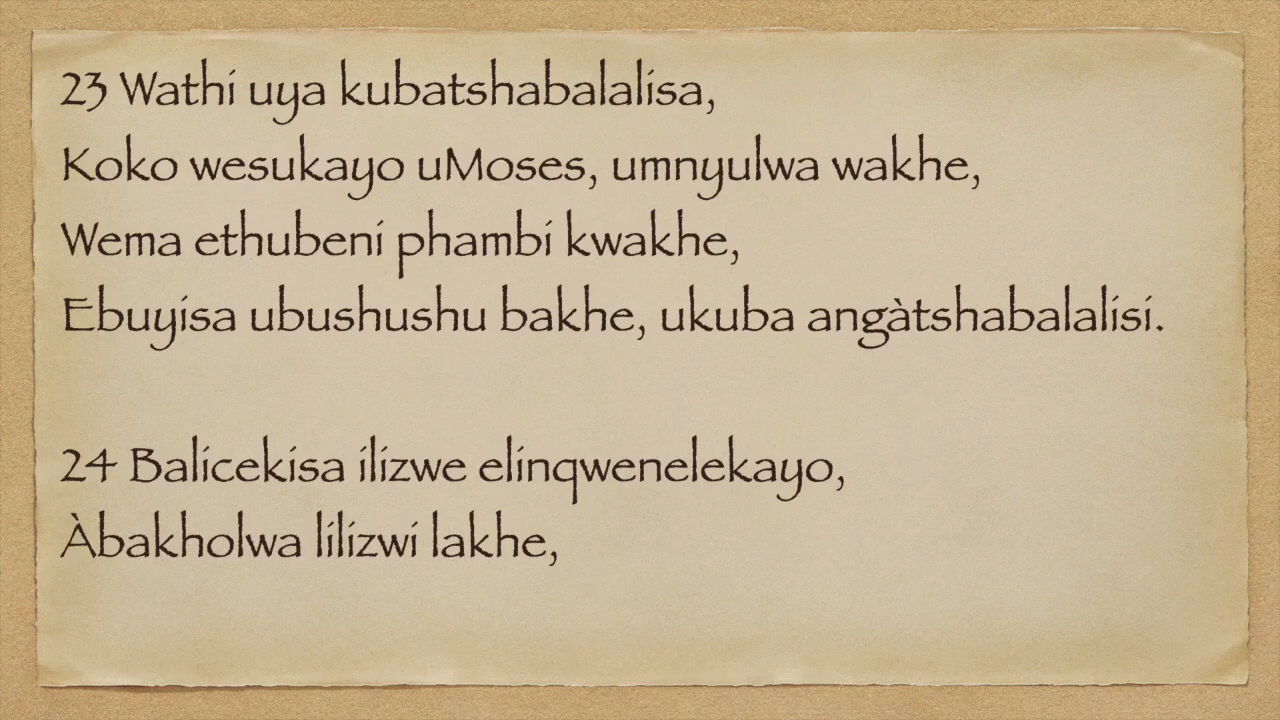 23 Wathi uya kubatshabalalisa,
Koko wesukayo uMoses, umnyulwa wakhe,
Wema ethubeni phambi kwakhe,
Ebuyisa ubushushu bakhe, ukuba angàtshabalalisi.
24 Balicekisa ilizwe elinqwenelekayo,
Àbakholwa lilizwi lakhe,